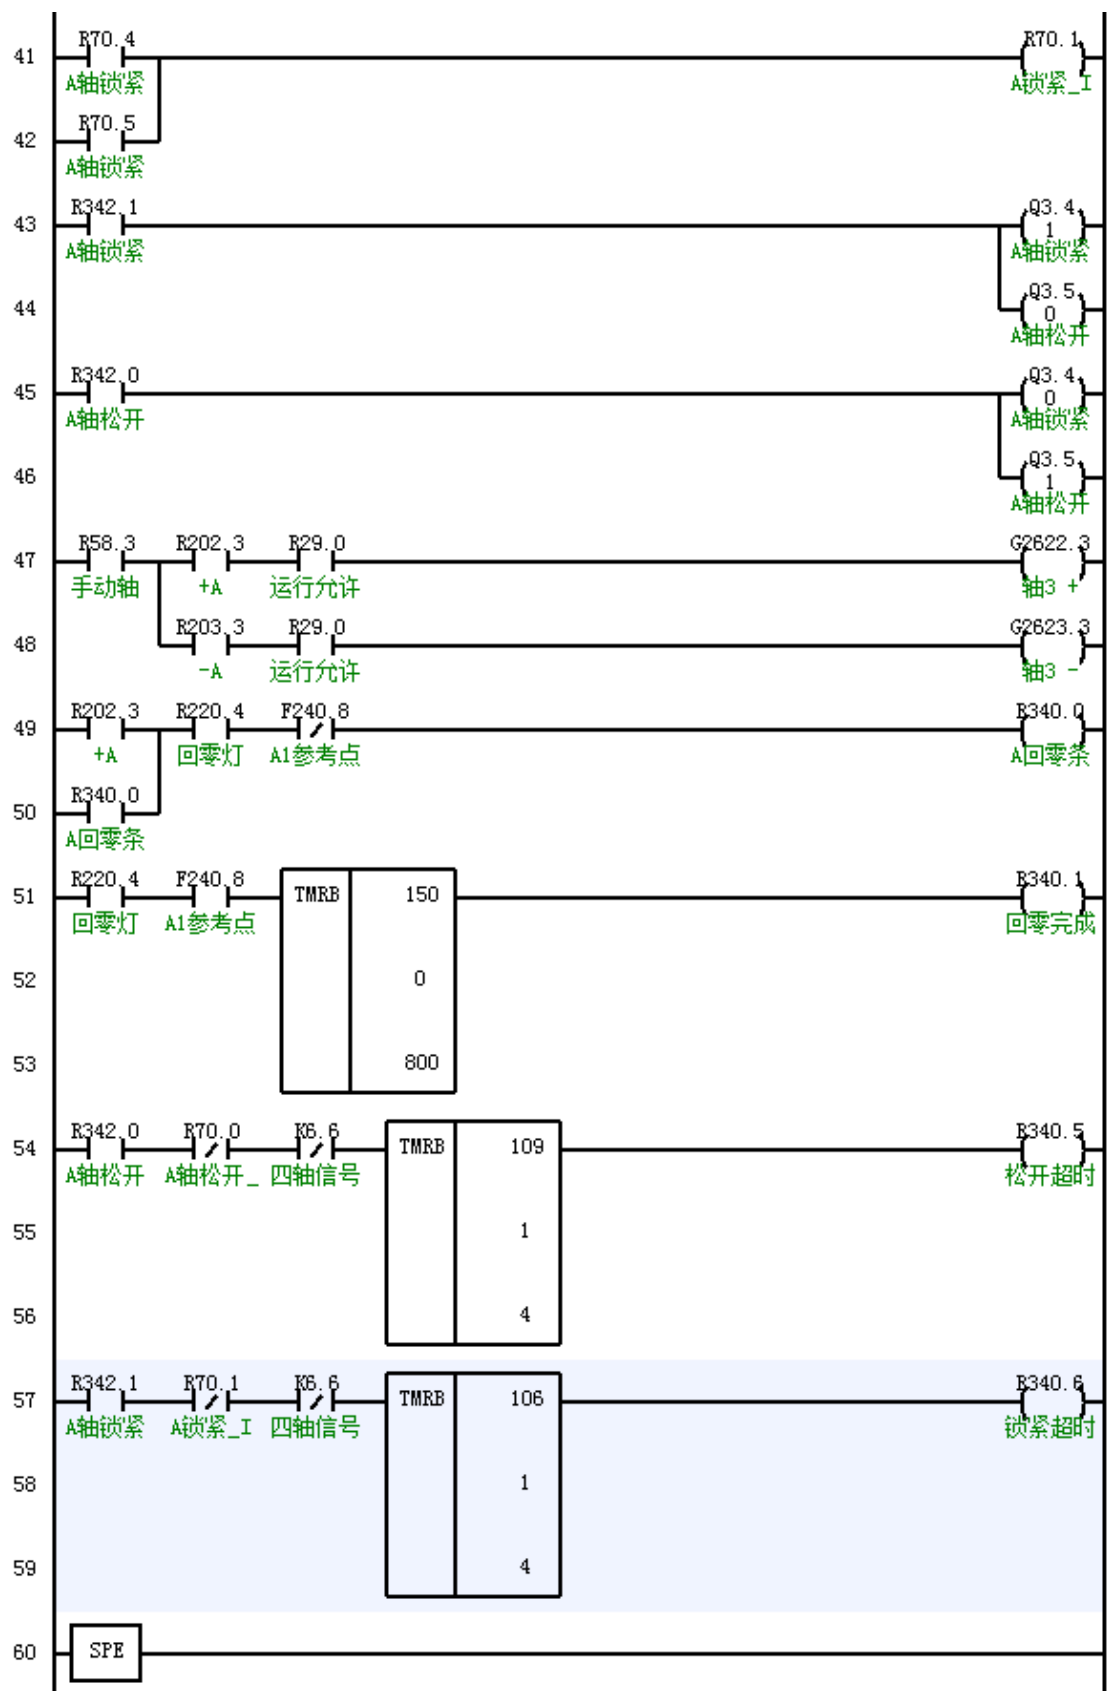 R70.4 R70.1
41
A轴锁紧 A锁紧_I
R70.5
42
A轴锁紧
R342.1 Q3.4
43 1
A轴锁紧 A轴锁紧
Q3.5
44 0
A轴松开
R342.0 Q3.4
45 0
A轴松开 A轴锁紧
Q3.5
46 1
A轴松开
R58.3 R202.3 R29.0 G2622.3
47
手动轴 +A 运行允许 轴3 +
R203.3 R29.0 G2623.3
48
-A 运行允许 轴3 -
R202.3 R220.4 F240.8 R340.0
49
+A 回零灯 A1参考点 A回零条
R340.0
50
A回零条
R220.4 F240.8 R340.1
51 TMRB 150
回零灯 A1参考点 回零完成
52 0
53 800
R342.0 R70.0 K6.6 R340.5
54 TMRB 109
A轴松开 A轴松开_ 四轴信号 松开超时
55 1
56 4
R342.1 R70.1 K6.6 R340.6
57 TMRB 106
A轴锁紧 A锁紧_I 四轴信号 锁紧超时
58 1
59 4
60 SPE